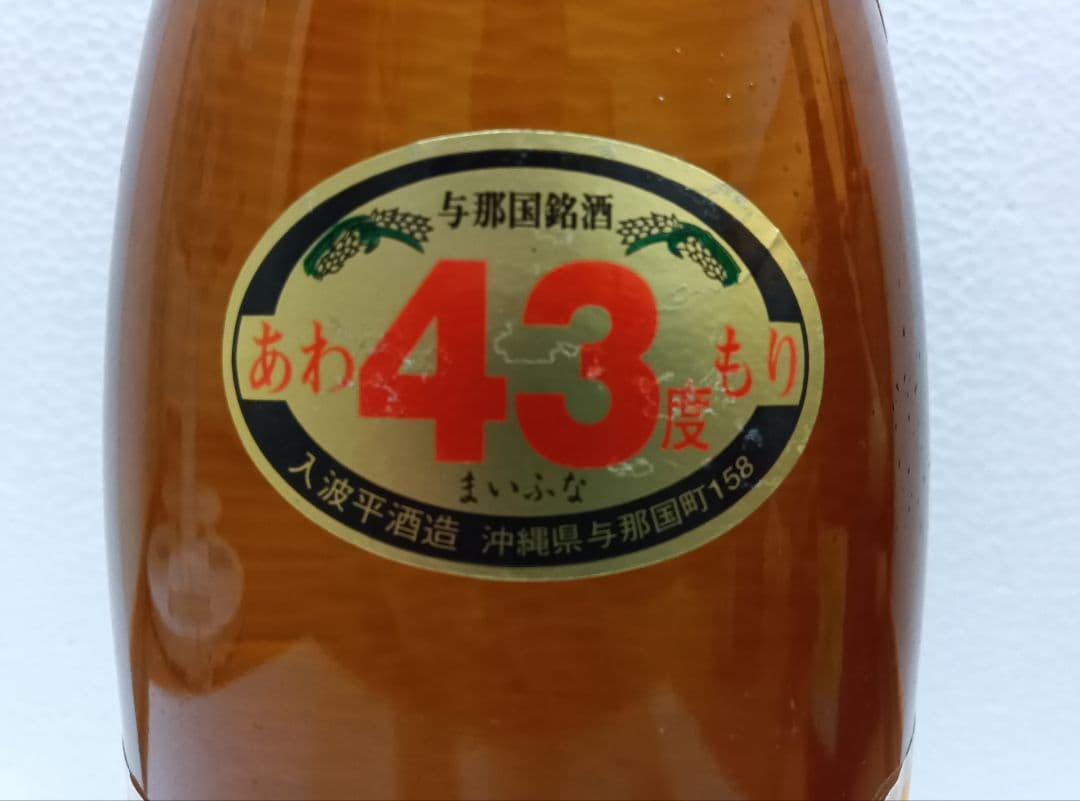 与那国銘酒
あわ43度もり
まいふな
入波平酒造 沖縄県与那国町158